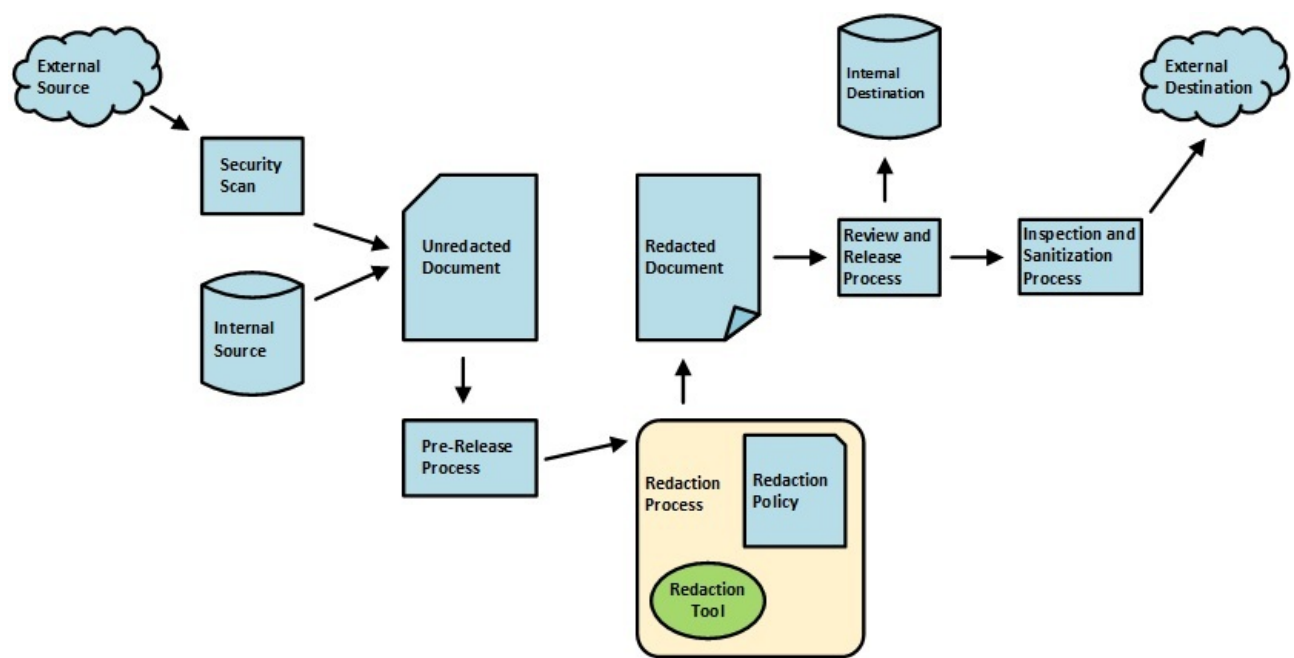 External
Source
Security
Scan
Internal
Source
Unredacted
Document
Pre-Release
Process
Redaction
Process
Redaction
Policy
Redaction
Tool
Redacted
Document
Review and
Release
Process
Internal
Destination
Inspection and
Sanitization
Process
External
Destination